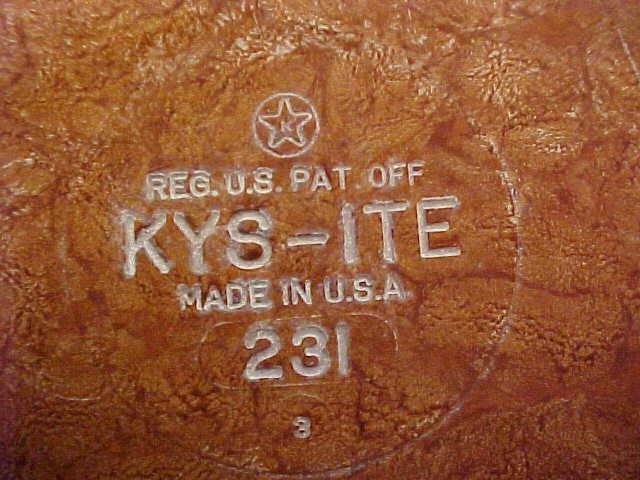 K
REG. U.S. PAT. OFF
KYS-ITE
MADE IN U.S.A.
231
3